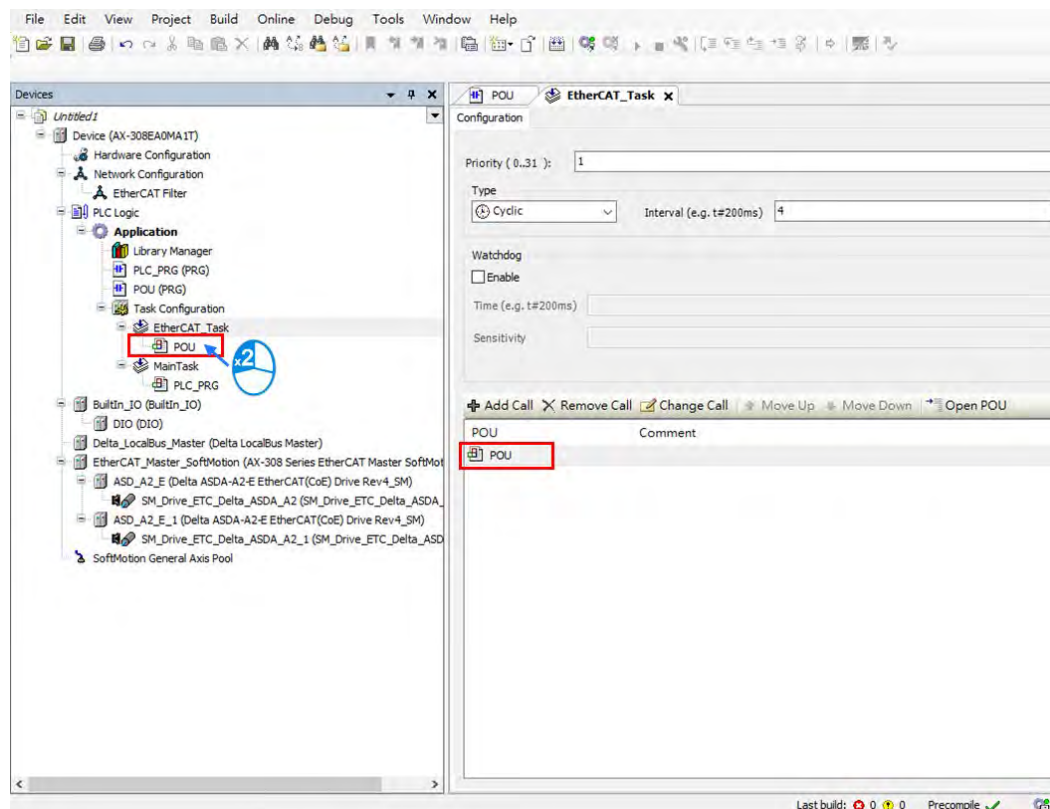 File Edit View Project Build Online Debug Tools Window Help
Devices
Untitled1
Device (AX-308EA0MA1T)
Hardware Configuration
Network Configuration
EtherCAT Filter
PLC Logic
Application
Library Manager
PLC_PRG (PRG)
POU (PRG)
Task Configuration
EtherCAT_Task
POU
x2
MainTask
PLC_PRG
BuiltIn_IO (BuiltIn_IO)
DIO (DIO)
Delta_LocalBus_Master (Delta LocalBus Master)
EtherCAT_Master_SoftMotion (AX-308 Series EtherCAT Master SoftMot
ASD_A2_E (Delta ASDA-A2-E EtherCAT(CoE) Drive Rev4_SM)
SM_Drive_ETC_Delta_ASDA_A2 (SM_Drive_ETC_Delta_ASDA_
ASD_A2_E_1 (Delta ASDA-A2-E EtherCAT(CoE) Drive Rev4_SM)
SM_Drive_ETC_Delta_ASDA_A2_1 (SM_Drive_ETC_Delta_ASD
SoftMotion General Axis Pool
POU EtherCAT_Task
Configuration
Priority ( 0..31 ): 1
Type
Cyclic Interval (e.g. t#200ms) 4
Watchdog
Enable
Time (e.g. t#200ms)
Sensitivity
Add Call Remove Call Change Call Move Up Move Down Open POU
POU Comment
POU
Last build: 0 0 Precompile